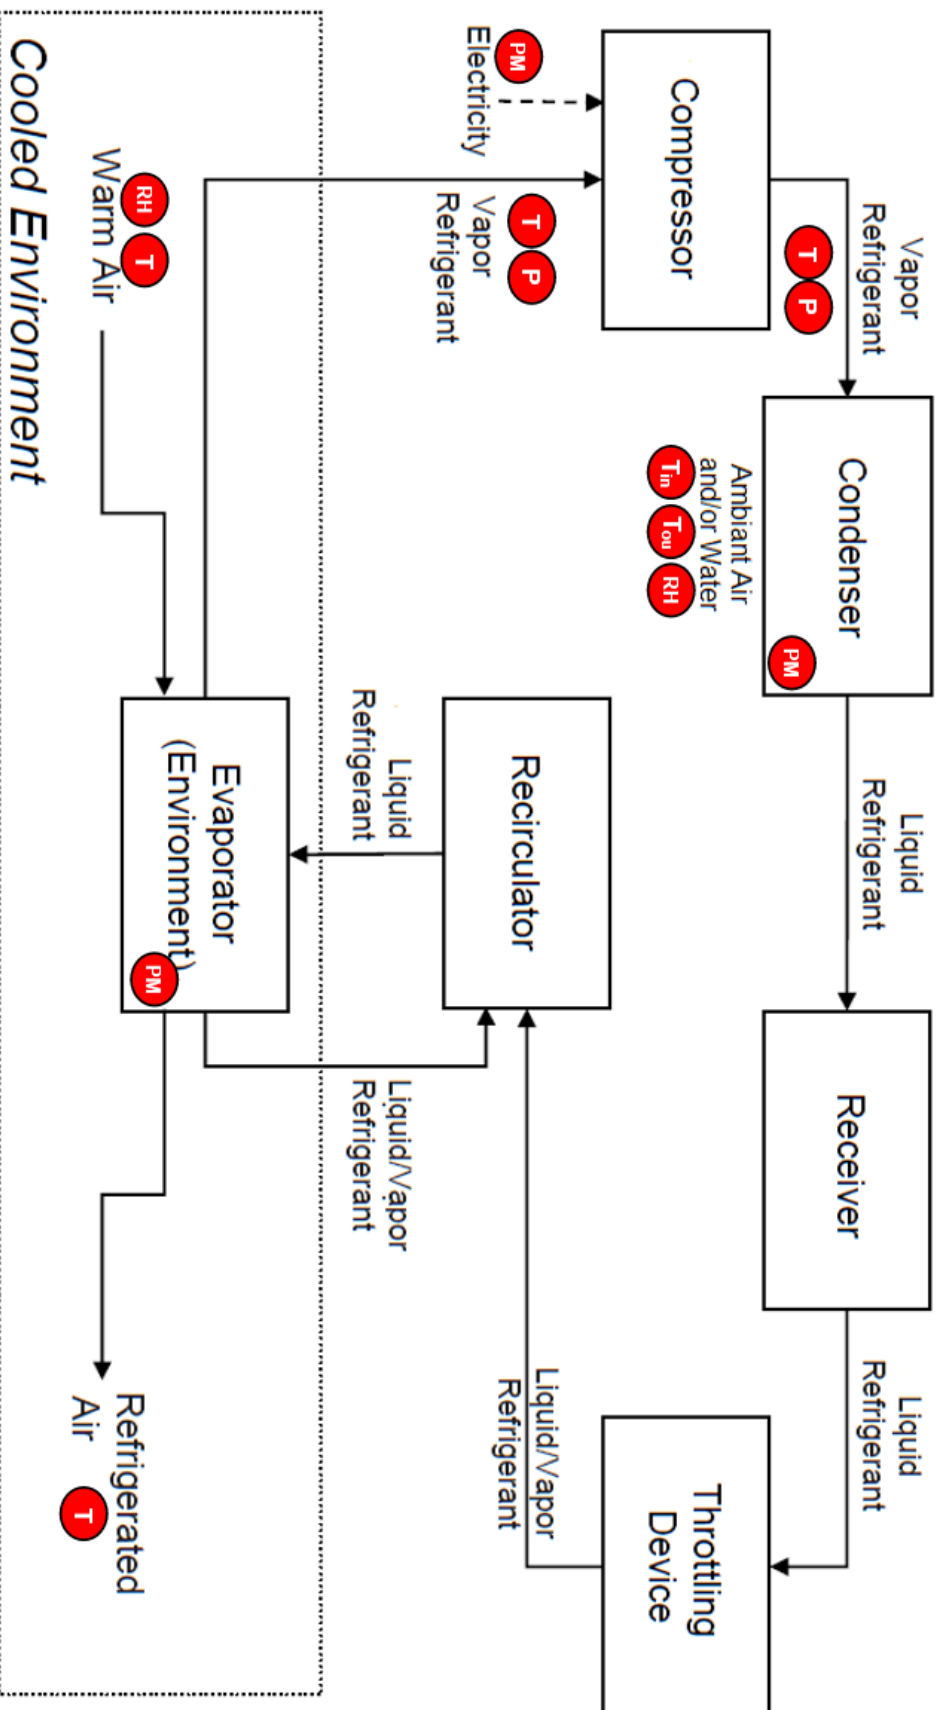 Vapor
Refrigerant
T
P
Liquid
Refrigerant
Liquid
Refrigerant
Condenser
PM
Receiver
Compressor
Ambiant Air
and/or Water
Tin
Tou
RH
Throttling
Device
PM
Electricity
T
P
Vapor
Refrigerant
Recirculator
Liquid/Vapor
Refrigerant
Liquid
Refrigerant
Liquid/Vapor
Refrigerant
Evaporator
(Environment)
PM
RH
T
Warm Air
Refrigerated
Air
T
Cooled Environment